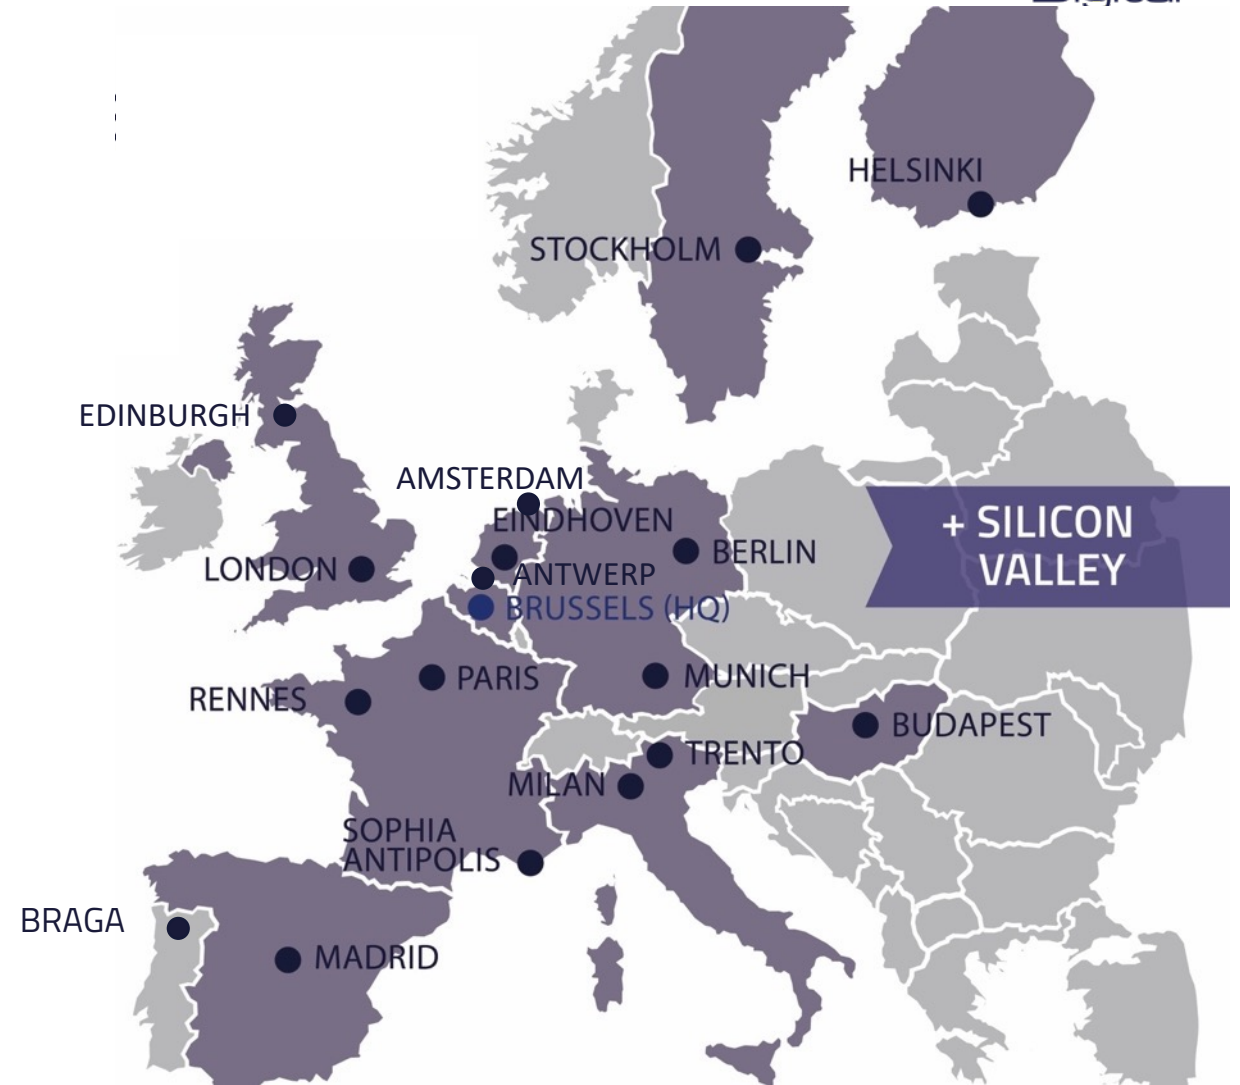 HELSINKI
STOCKHOLM
EDINBURGH
AMSTERDAM
EINDHOVEN
+ SILICON
VALLEY
BERLIN
LONDON
ANTWERP
BRUSSELS (HQ)
PARIS
MUNICH
RENNES
BUDAPEST
TRENTO
MILAN
SOPHIA
ANTIPOLIS
BRAGA
MADRID